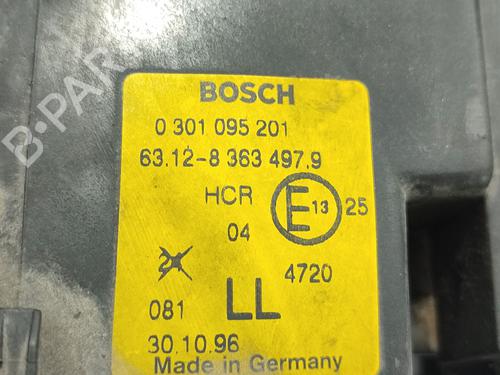 B-PARTS
BOSCH
0 301 095 201
63.12-8 363 497.9
HCR E 13 25
04
4720
081 LL
30.10.96
Made in Germany